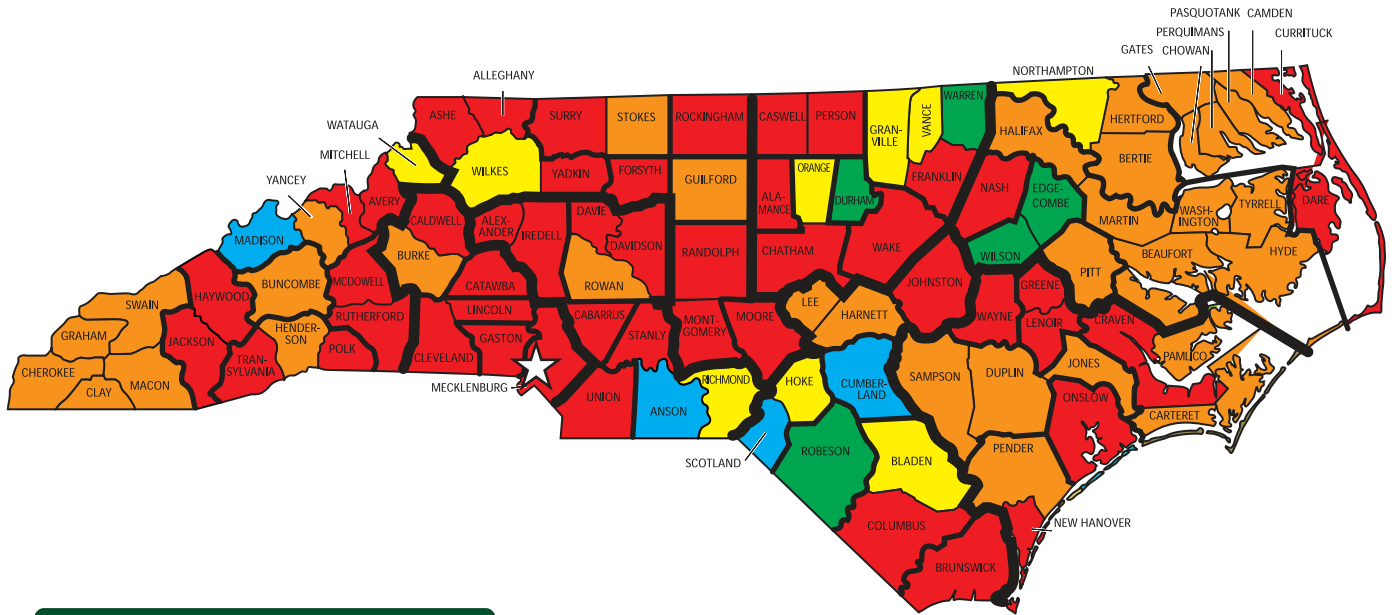 PASQUOTANK
CAMDEN
PERQUIMANS
CURRITUCK
GATES
CHOWAN
NORTHAMPTON
ALLEGHANY
WATAUGA
MITCHELL
YANCEY
ASHE
SURRY
STOKES
ROCKINGHAM
CASWELL
PERSON
GRAN-
VILLE
VANCE
WARREN
HALIFAX
HERTFORD
BERTIE
WILKES
YADKIN
FORSYTH
GUILFORD
ALA-
MANCE
ORANGE
DURHAM
FRANKLIN
NASH
EDGE-
COMBE
MARTIN
WASH-
INGTON
TYRRELL
DARE
AVERY
CALDWELL
ALEX-
ANDER
IREDELL
DAVIE
DAVIDSON
RANDOLPH
CHATHAM
WAKE
WILSON
PITT
BEAUFORT
HYDE
MADISON
BURKE
MCDOWELL
CATAWBA
ROWAN
JOHNSTON
GREENE
BUNCOMBE
HAYWOOD
SWAIN
GRAHAM
CHEROKEE
CLAY
MACON
JACKSON
TRAN-
SYLVANIA
HENDER-
SON
POLK
RUTHERFORD
CLEVELAND
LINCOLN
GASTON
MECKLENBURG
CABARRUS
STANLY
MONT-
GOMERY
MOORE
LEE
HARNETT
WAYNE
LENOIR
CRAVEN
PAMLICO
JONES
UNION
ANSON
RICHMOND
HOKE
CUMBER-
LAND
SAMPSON
DUPLIN
ONSLOW
CARTERET
SCOTLAND
ROBESON
BLADEN
PENDER
COLUMBUS
NEW HANOVER
BRUNSWICK